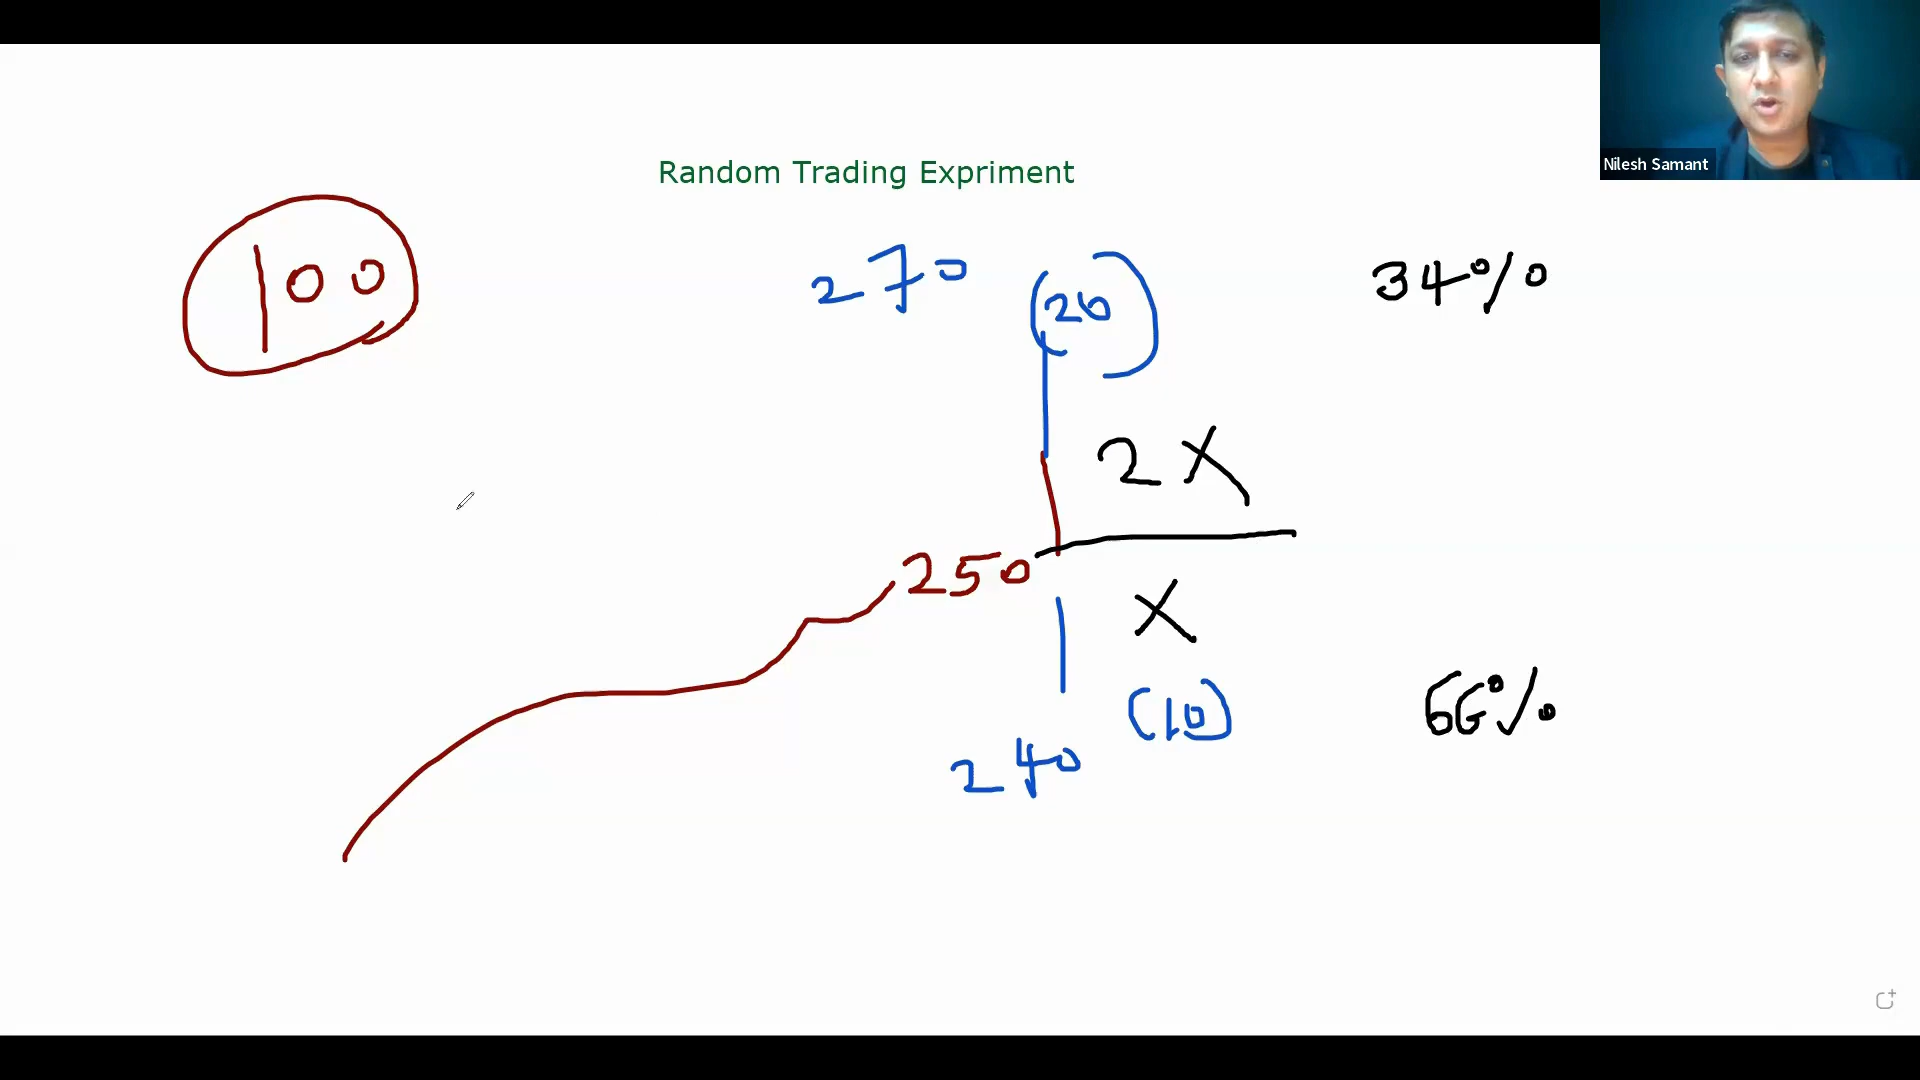 Nilesh Samant
Random Trading Expriment
100
270
(20)
34%
2X
250
X
(10)
66%
240